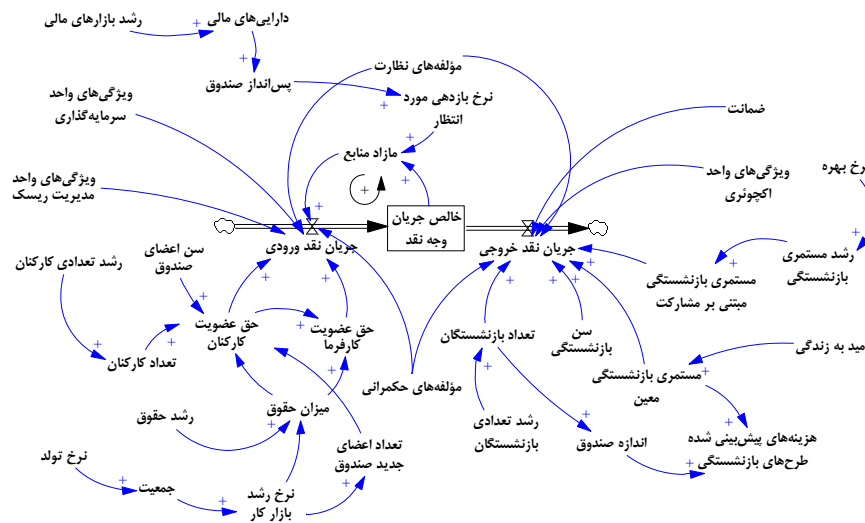 رشد بازارهای مالی
دارایی‌های مالی
پس‌انداز صندوق
مؤلفه‌های نظارت
نرخ بازدهی مورد
انتظار
مازاد منابع
ویژگی‌های واحد
سرمایه‌گذاری
ویژگی‌های واحد
مدیریت ریسک
ضمانت
ویژگی‌های واحد
اکچوئری
رخ بهره
خالص جریان
وجه نقد
جریان نقد ورودی
جریان نقد خروجی
رشد مستمری
بازنشستگی
مستمری بازنشستگی
مبتنی بر مشارکت
سن اعضای
صندوق
رشد تعدادی کارکنان
حق عضویت
کارکنان
حق عضویت
کارفرما
تعداد کارکنان
تعداد بازنشستگان
سن
بازنشستگی
مید به زندگی
مؤلفه‌های حکمرانی
مستمری بازنشستگی
معین
میزان حقوق
رشد حقوق
رشد تعدادی
بازنشستگان
تعداد اعضای
جدید صندوق
اندازه صندوق
هزینه‌های پیش‌بینی شده
طرح‌های بازنشستگی
نرخ تولد
جمعیت
نرخ رشد
بازار کار